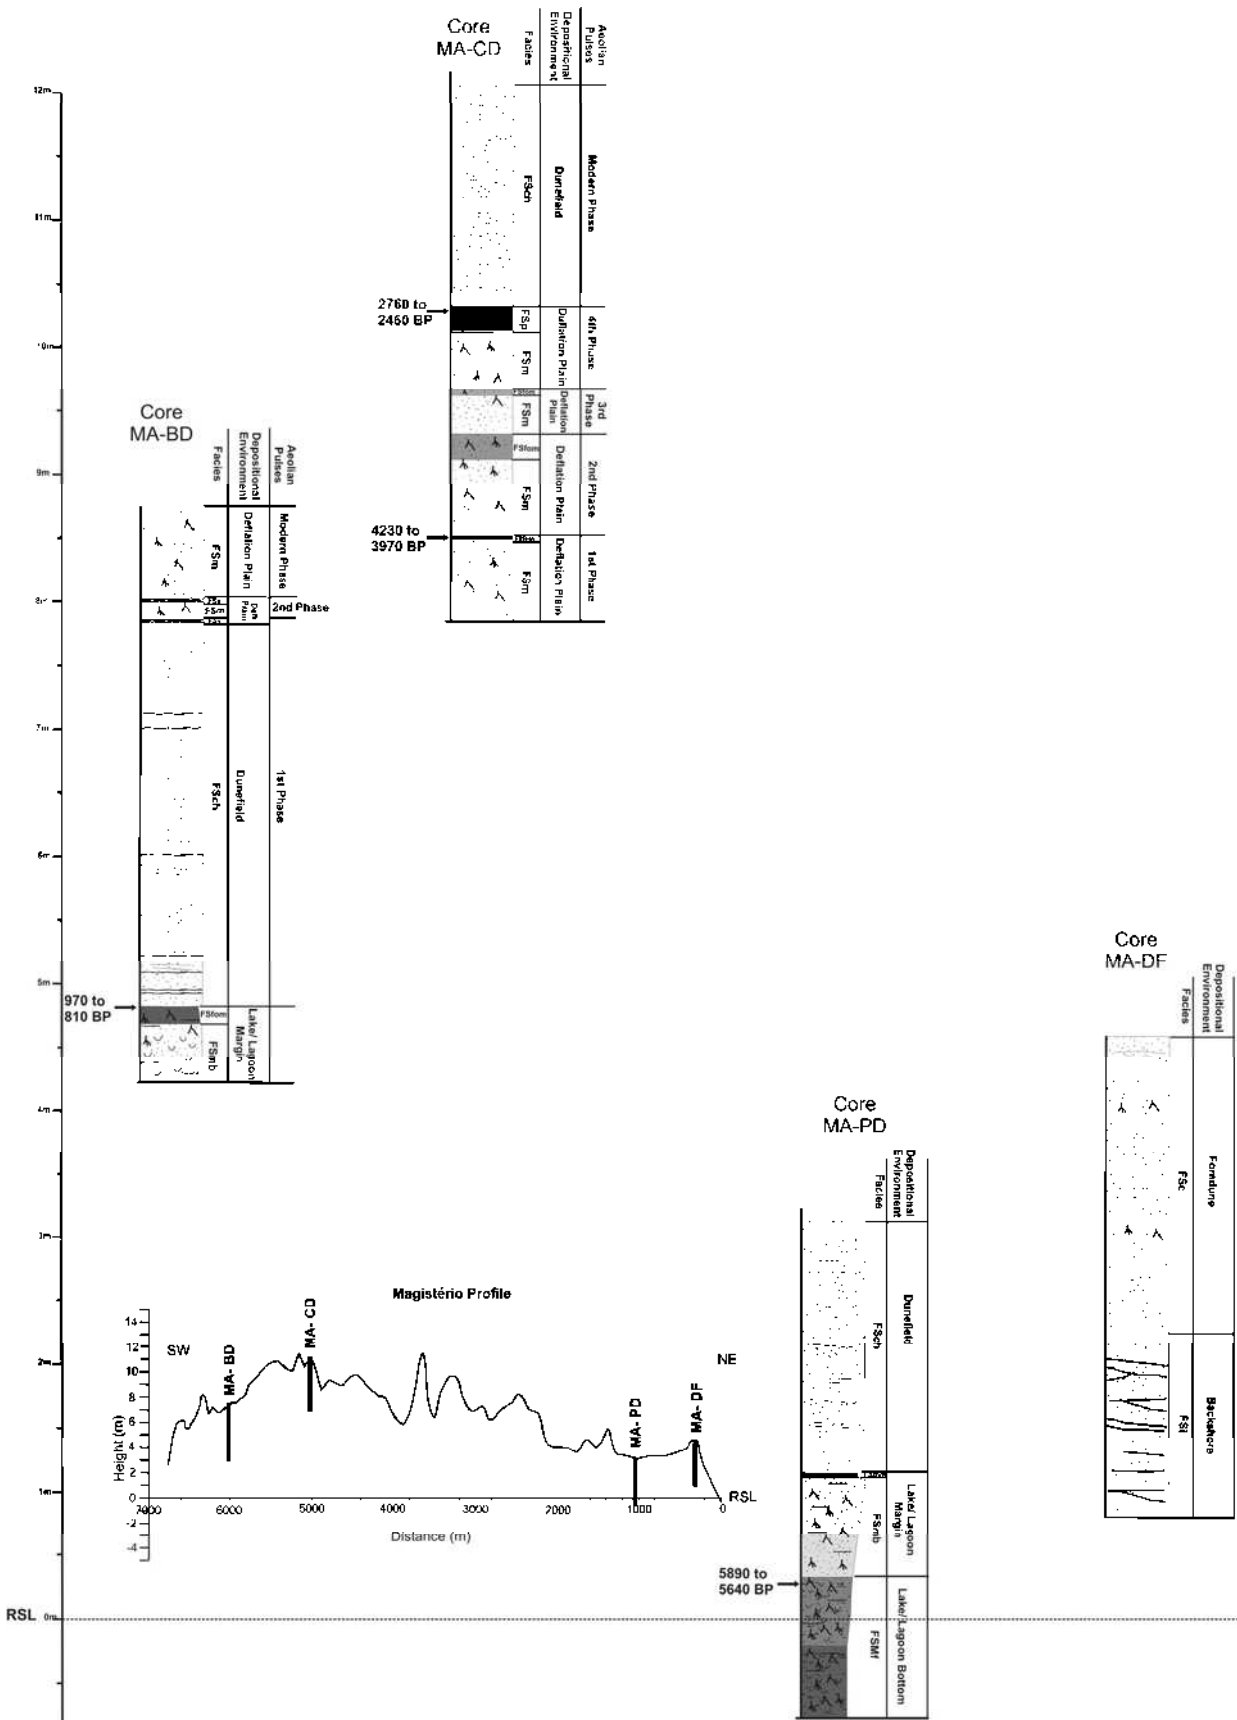 Core
MA-CD
Facies
Depositional
Environment
Aeolian
Pulses
12m
11m
10m
9m
8m
7m
6m
5m
4m
3m
2m
1m
RSL 0m
FSch
Dunefield
Modern Phase
2760 to
2460 BP
FSp
FSm
Deflation Plain
4th Phase
FSfom
FSm
Deflation
Plain
3rd
Phase
FSfom
FSm
Deflation Plain
2nd Phase
4230 to
3970 BP
FSm
Deflation Plain
1st Phase
Core
MA-BD
Facies
Depositional
Environment
Aeolian
Pulses
FSm
Deflation Plain
Modern Phase
FSm
Defl
Plain
2nd Phase
FSch
Dunefield
1st Phase
970 to
810 BP
FSfom
FSmb
Lake/ Lagoon
Margin
Core
MA-DF
Facies
Depositional
Environment
FSc
Foredune
FSl
Backshore
Core
MA-PD
Facies
Depositional
Environment
FSch
Dunefield
FSmb
Lake/ Lagoon
Margin
5890 to
5640 BP
FSMf
Lake/ Lagoon Bottom
Magistério Profile
SW
NE
MA- BD
MA- CD
MA- PD
MA- DF
Height (m)
14
12
10
8
6
4
2
0
-2
-4
7000
6000
5000
4000
3000
2000
1000
0
RSL
Distance (m)